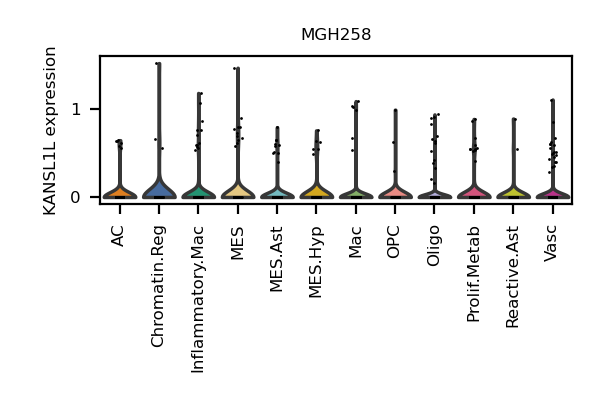 MGH258
KANSL1L expression
1
0
AC
Chromatin.Reg
Inflammatory.Mac
MES
MES.Ast
MES.Hyp
Mac
OPC
Oligo
Prolif.Metab
Reactive.Ast
Vasc